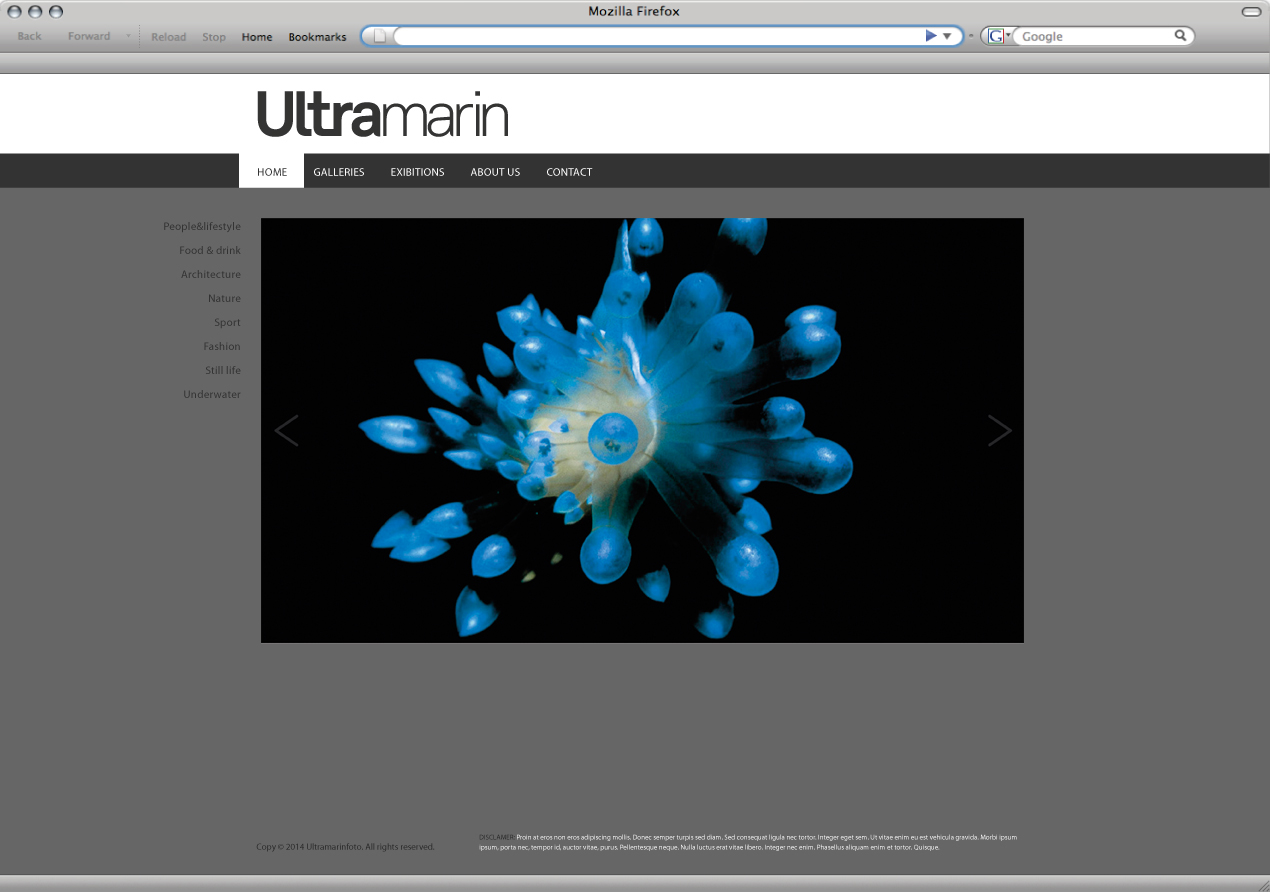 Mozilla Firefox
Back Forward Reload Stop Home Bookmarks G Google
Ultramarin
HOME GALLERIES EXIBITIONS ABOUT US CONTACT
People&lifestyle
Food & drink
Architecture
Nature
Sport
Fashion
Still life
Underwater
DISCLAMER: Proin at eros non eros adipiscing mollis. Donec semper turpis sed diam. Sed consequat ligula nec tortor. Integer eget sem. Ut vitae enim eu est vehicula gravida. Morbi ipsum
ipsum, porta nec, tempor id, auctor vitae, purus. Pellentesque neque. Nulla luctus erat vitae libero. Integer nec enim. Phasellus aliquam enim et tortor. Quisque.
Copy © 2014 Ultramarinfoto. All rights reserved.